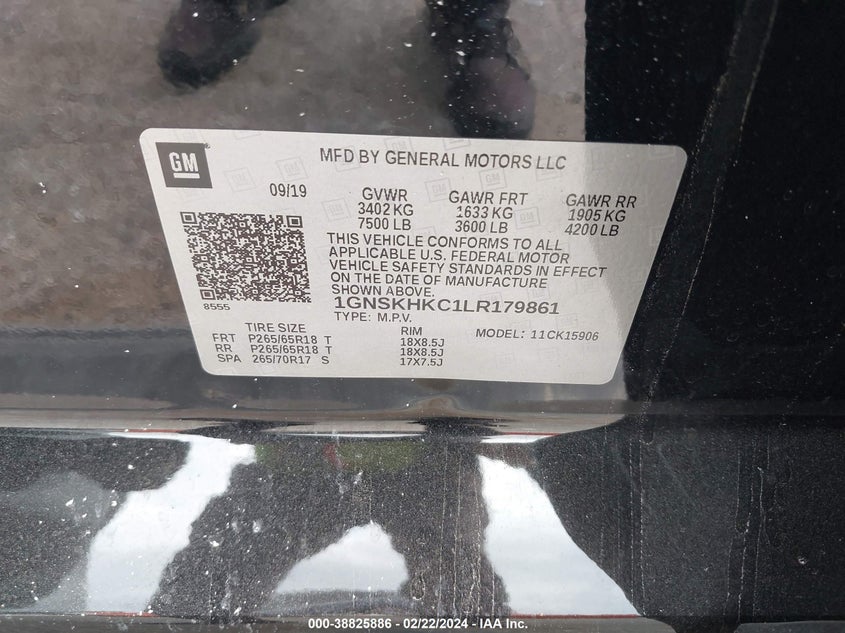 GM
MFD BY GENERAL MOTORS LLC
09/19
GVWR GAWR FRT GAWR RR
3402 KG 1633 KG 1905 KG
7500 LB 3600 LB 4200 LB
THIS VEHICLE CONFORMS TO ALL
APPLICABLE U.S. FEDERAL MOTOR
VEHICLE SAFETY STANDARDS IN EFFECT
ON THE DATE OF MANUFACTURE
SHOWN ABOVE.
8555
1GNSKHKC1LR179861
TYPE: M.P.V.
MODEL: 11CK15906
TIRE SIZE RIM
FRT P265/65R18 T 18X8.5J
RR P265/65R18 T 18X8.5J
SPA 265/70R17 S 17X7.5J
000-38825886 - 02/22/2024 - IAA Inc.